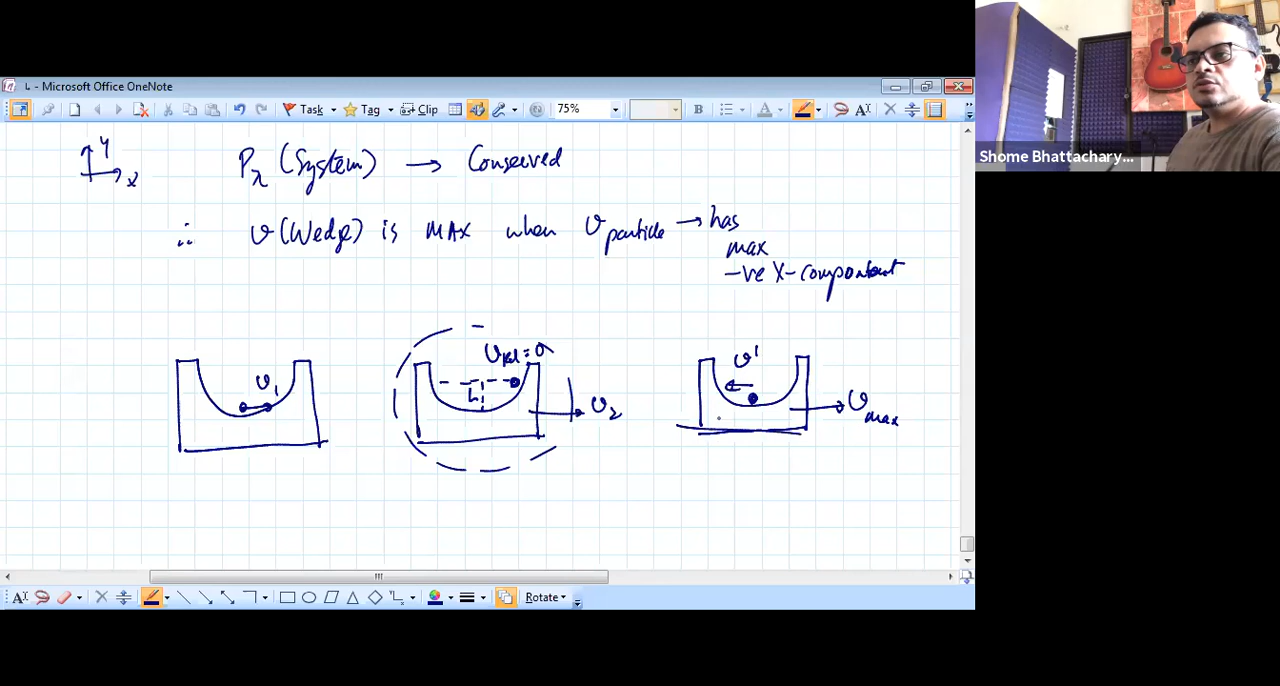 L - Microsoft Office OneNote
Task Tag Clip 75% B A
Y
X
Px (System) → Conserved
∴ v(Wedge) is MAX when v particle → has
max
-ve X-component
v1
vrel = 0
h
v2
v'
vmax
Rotate
Shome Bhattachary...